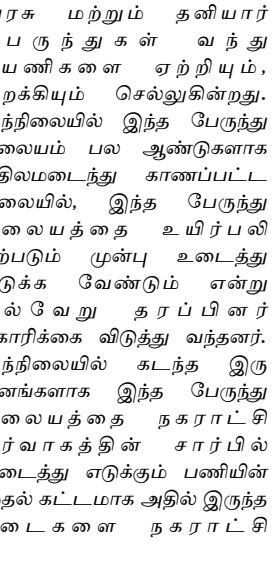 ரசு மற்றும் தனியார்
பருந்துகள் வந்து
யணிகளை ஏற்றியும்,
றக்கியும் செல்லுகின்றது.
ந்நிலையில் இந்த பேருந்து
லையம் பல ஆண்டுகளாக
திலமடைந்து காணப்பட்ட
லையில், இந்த பேருந்து
லையத்தை உயிர்பலி
ற்படும் முன்பு உடைத்து
டுக்க வேண்டும் என்று
ல்வேறு தரப்பினர்
காரிக்கை விடுத்து வந்தனர்.
ந்நிலையில் கடந்த இரு
னங்களாக இந்த பேருந்து
லையத்தை நகராட்சி
ர்வாகத்தின் சார்பில்
டைத்து எடுக்கும் பணியின்
தல் கட்டமாக அதில் இருந்த
டைகளை நகராட்சி